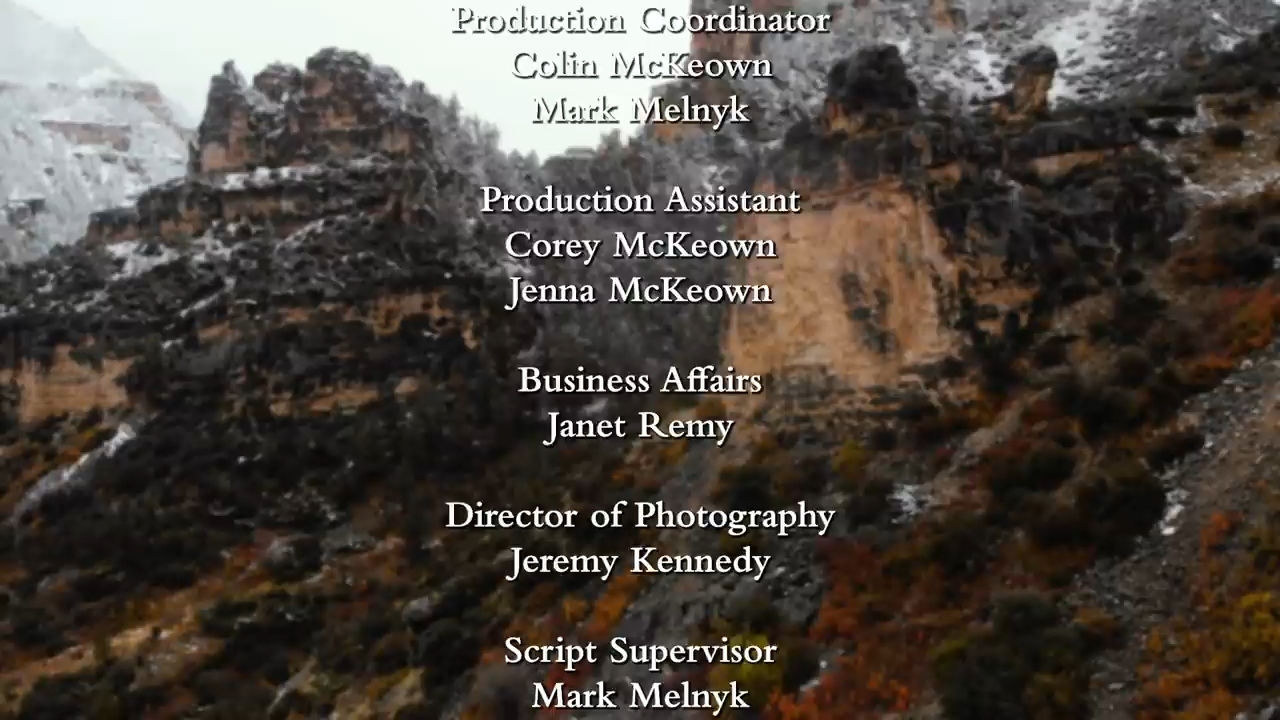 Production Coordinator
Colin McKeown
Mark Melnyk
Production Assistant
Corey McKeown
Jenna McKeown
Business Affairs
Janet Remy
Director of Photography
Jeremy Kennedy
Script Supervisor
Mark Melnyk